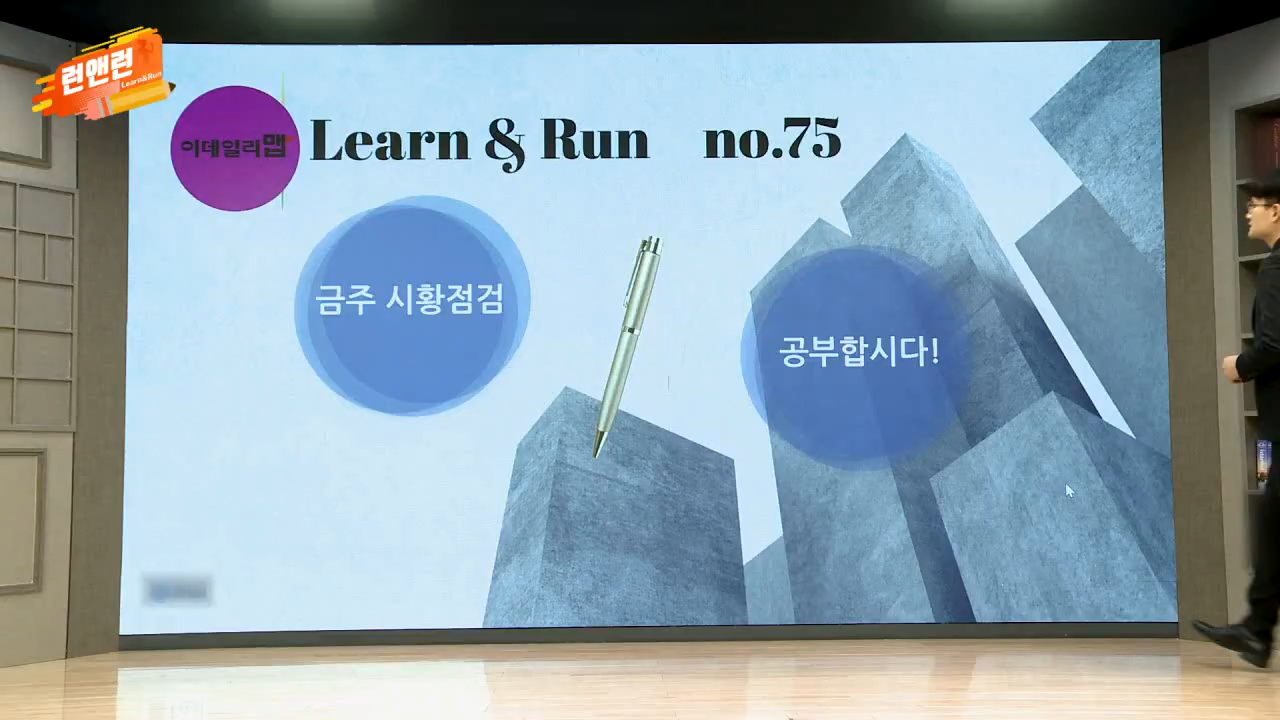 런앤런
Learn&Run
이데일리맵
Learn & Run no.75
금주 시황점검
공부합시다!